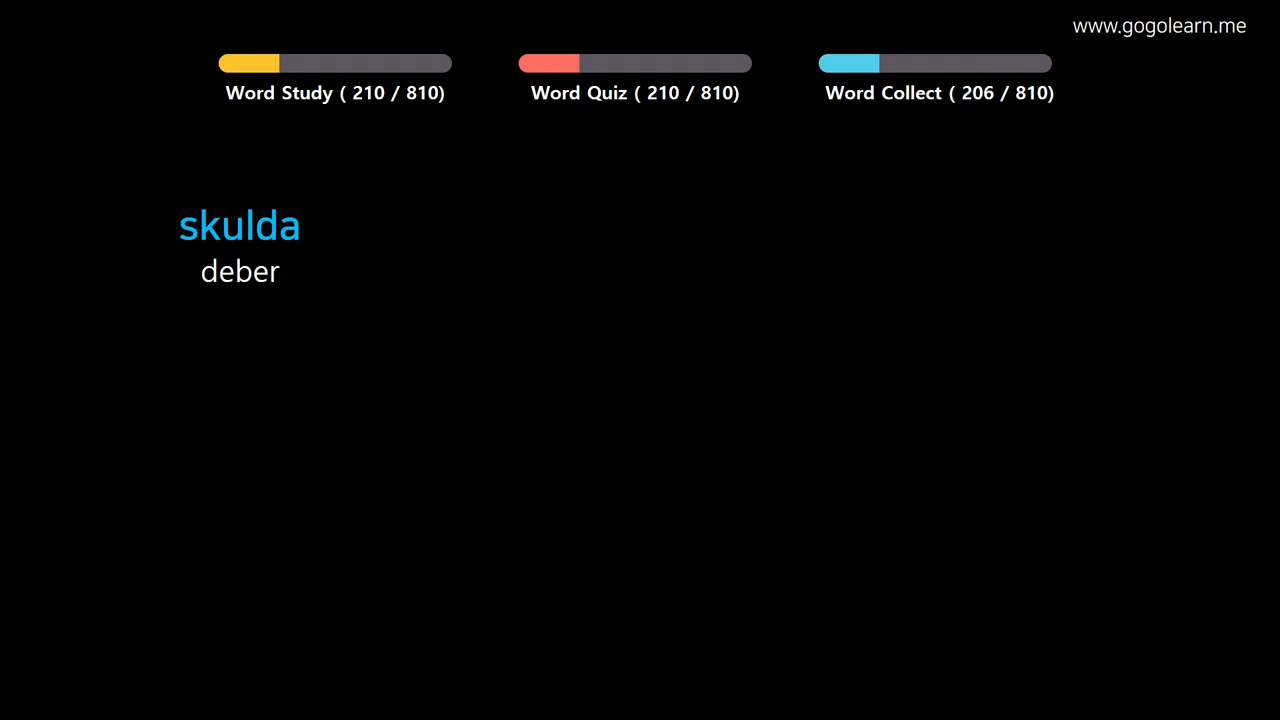 www.gogolearn.me
Word Study ( 210 / 810)
Word Quiz ( 210 / 810)
Word Collect ( 206 / 810)
skulda
deber